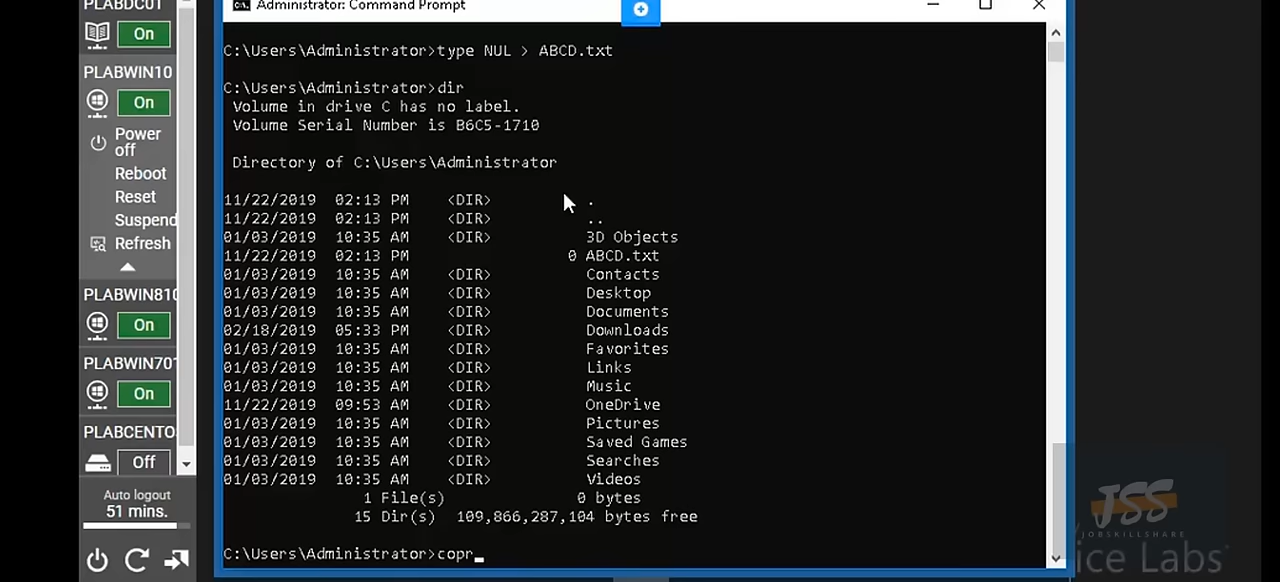 PLABDC01
On
PLABWIN10
On
Power
off
Reboot
Reset
Suspend
Refresh
PLABWIN810
On
PLABWIN701
On
PLABCENTO
Off
Auto logout
51 mins.
Administrator: Command Prompt
C:\Users\Administrator>type NUL > ABCD.txt
C:\Users\Administrator>dir
Volume in drive C has no label.
Volume Serial Number is B6C5-1710
Directory of C:\Users\Administrator
11/22/2019 02:13 PM <DIR> .
11/22/2019 02:13 PM <DIR> ..
01/03/2019 10:35 AM <DIR> 3D Objects
11/22/2019 02:13 PM 0 ABCD.txt
01/03/2019 10:35 AM <DIR> Contacts
01/03/2019 10:35 AM <DIR> Desktop
01/03/2019 10:35 AM <DIR> Documents
02/18/2019 05:33 PM <DIR> Downloads
01/03/2019 10:35 AM <DIR> Favorites
01/03/2019 10:35 AM <DIR> Links
01/03/2019 10:35 AM <DIR> Music
11/22/2019 09:53 AM <DIR> OneDrive
01/03/2019 10:35 AM <DIR> Pictures
01/03/2019 10:35 AM <DIR> Saved Games
01/03/2019 10:35 AM <DIR> Searches
01/03/2019 10:35 AM <DIR> Videos
1 File(s) 0 bytes
15 Dir(s) 109,866,287,104 bytes free
C:\Users\Administrator>copr_
JSS
JOBSKILLSHARE
ice Labs